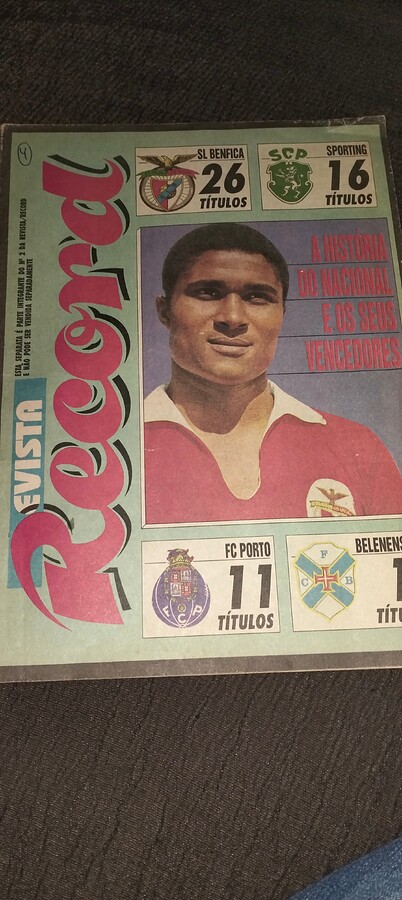 4
ESTA SEPARATA É PARTE INTEGRANTE DO Nº 2 DA REVISTA/RECORD
E NÃO PODE SER VENDIDA SEPARADAMENTE
REVISTA
Record
SL BENFICA
26
TÍTULOS
SCP
SPORTING
16
TÍTULOS
A HISTÓRIA
DO NACIONAL
E OS SEUS
VENCEDORES
FCP
FC PORTO
11
TÍTULOS
C F B
BELENENS
1
TÍTUL